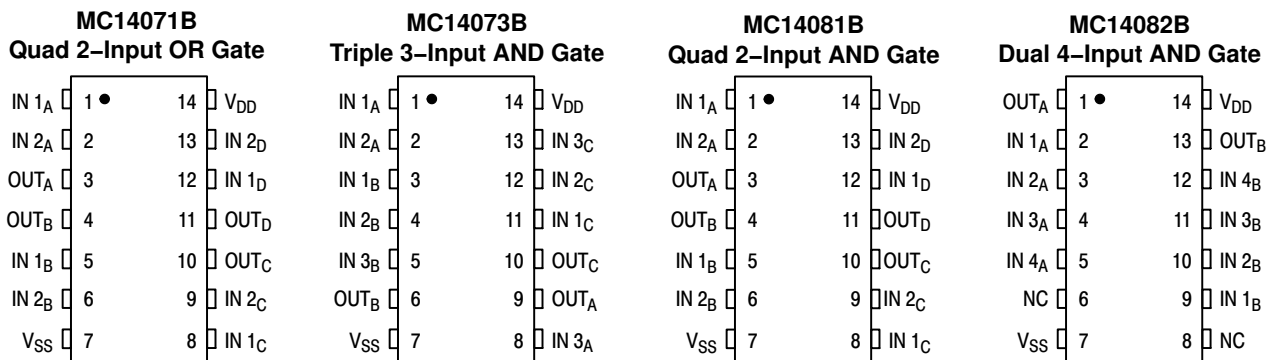 MC14071B
Quad 2–Input OR Gate
IN 1A 1 14 VDD
IN 2A 2 13 IN 2D
OUTA 3 12 IN 1D
OUTB 4 11 OUTD
IN 1B 5 10 OUTC
IN 2B 6 9 IN 2C
VSS 7 8 IN 1C
MC14073B
Triple 3–Input AND Gate
IN 1A 1 14 VDD
IN 2A 2 13 IN 3C
IN 1B 3 12 IN 2C
IN 2B 4 11 IN 1C
IN 3B 5 10 OUTC
OUTB 6 9 OUTA
VSS 7 8 IN 3A
MC14081B
Quad 2–Input AND Gate
IN 1A 1 14 VDD
IN 2A 2 13 IN 2D
OUTA 3 12 IN 1D
OUTB 4 11 OUTD
IN 1B 5 10 OUTC
IN 2B 6 9 IN 2C
VSS 7 8 IN 1C
MC14082B
Dual 4–Input AND Gate
OUTA 1 14 VDD
IN 1A 2 13 OUTB
IN 2A 3 12 IN 4B
IN 3A 4 11 IN 3B
IN 4A 5 10 IN 2B
NC 6 9 IN 1B
VSS 7 8 NC